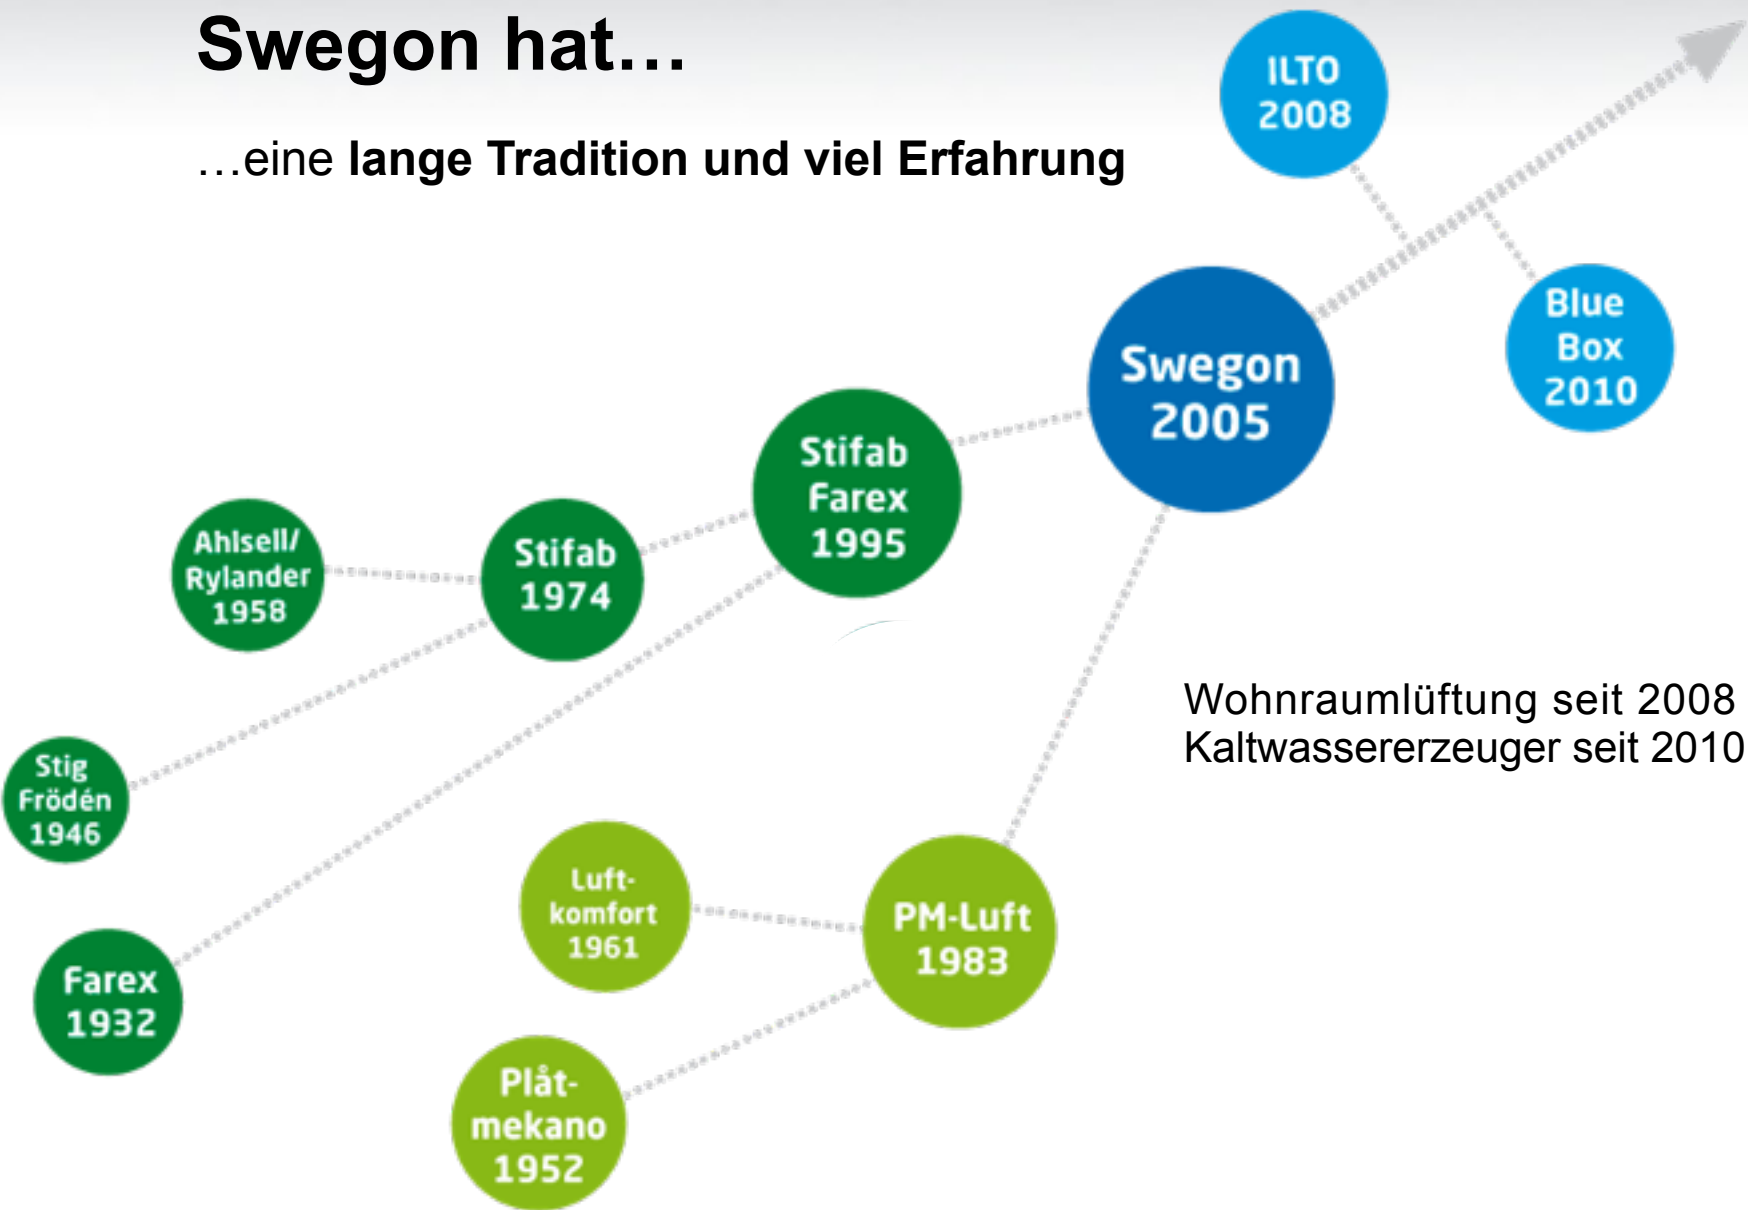 Swegon hat...
...eine lange Tradition und viel Erfahrung
ILTO
2008
Blue
Box
2010
Swegon
2005
Stifab
Farex
1995
Ahlsell/
Rylander
1958
Stifab
1974
Stig
Frödén
1946
Farex
1932
Luft-
komfort
1961
PM-Luft
1983
Plåt-
mekano
1952
Wohnraumlüftung seit 2008
Kaltwassererzeuger seit 2010